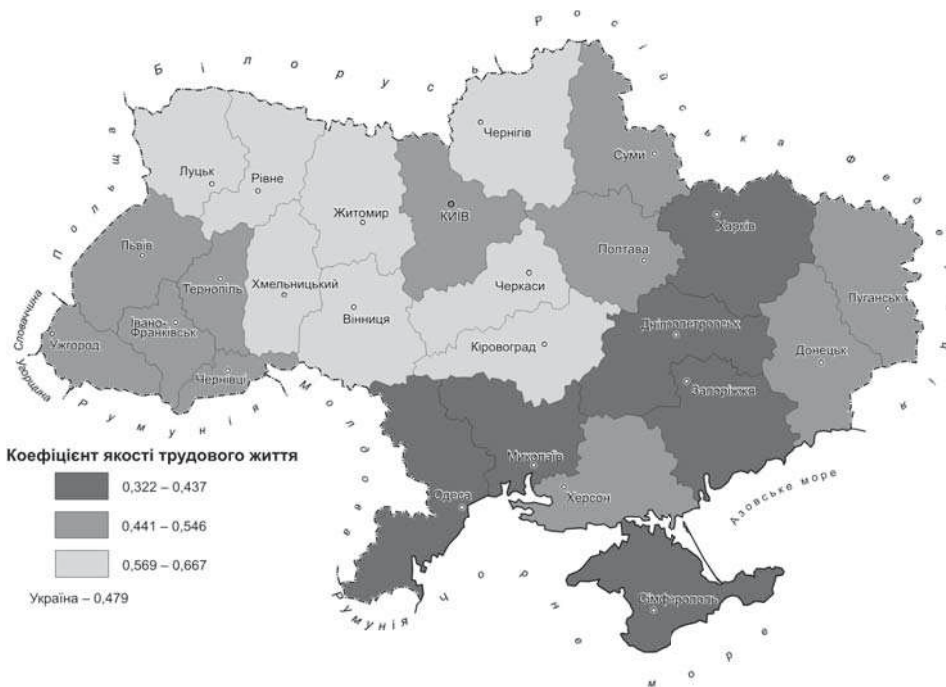 Білорусь
Російська Федерація
Польща
Словаччина
Угорщина
Румунія
Молдова
Румунія
Чорне море
Азовське море
Чернігів
Суми
Луцьк
Рівне
Житомир
КИЇВ
Харків
Львів
Тернопіль
Хмельницький
Полтава
Черкаси
Луганськ
Вінниця
Івано-
Франківськ
Ужгород
Дніпропетровськ
Кіровоград
Донецьк
Чернівці
Запоріжжя
Миколаїв
Одеса
Херсон
Сімферополь
Коефіцієнт якості трудового життя
0,322 – 0,437
0,441 – 0,546
0,569 – 0,667
Україна – 0,479